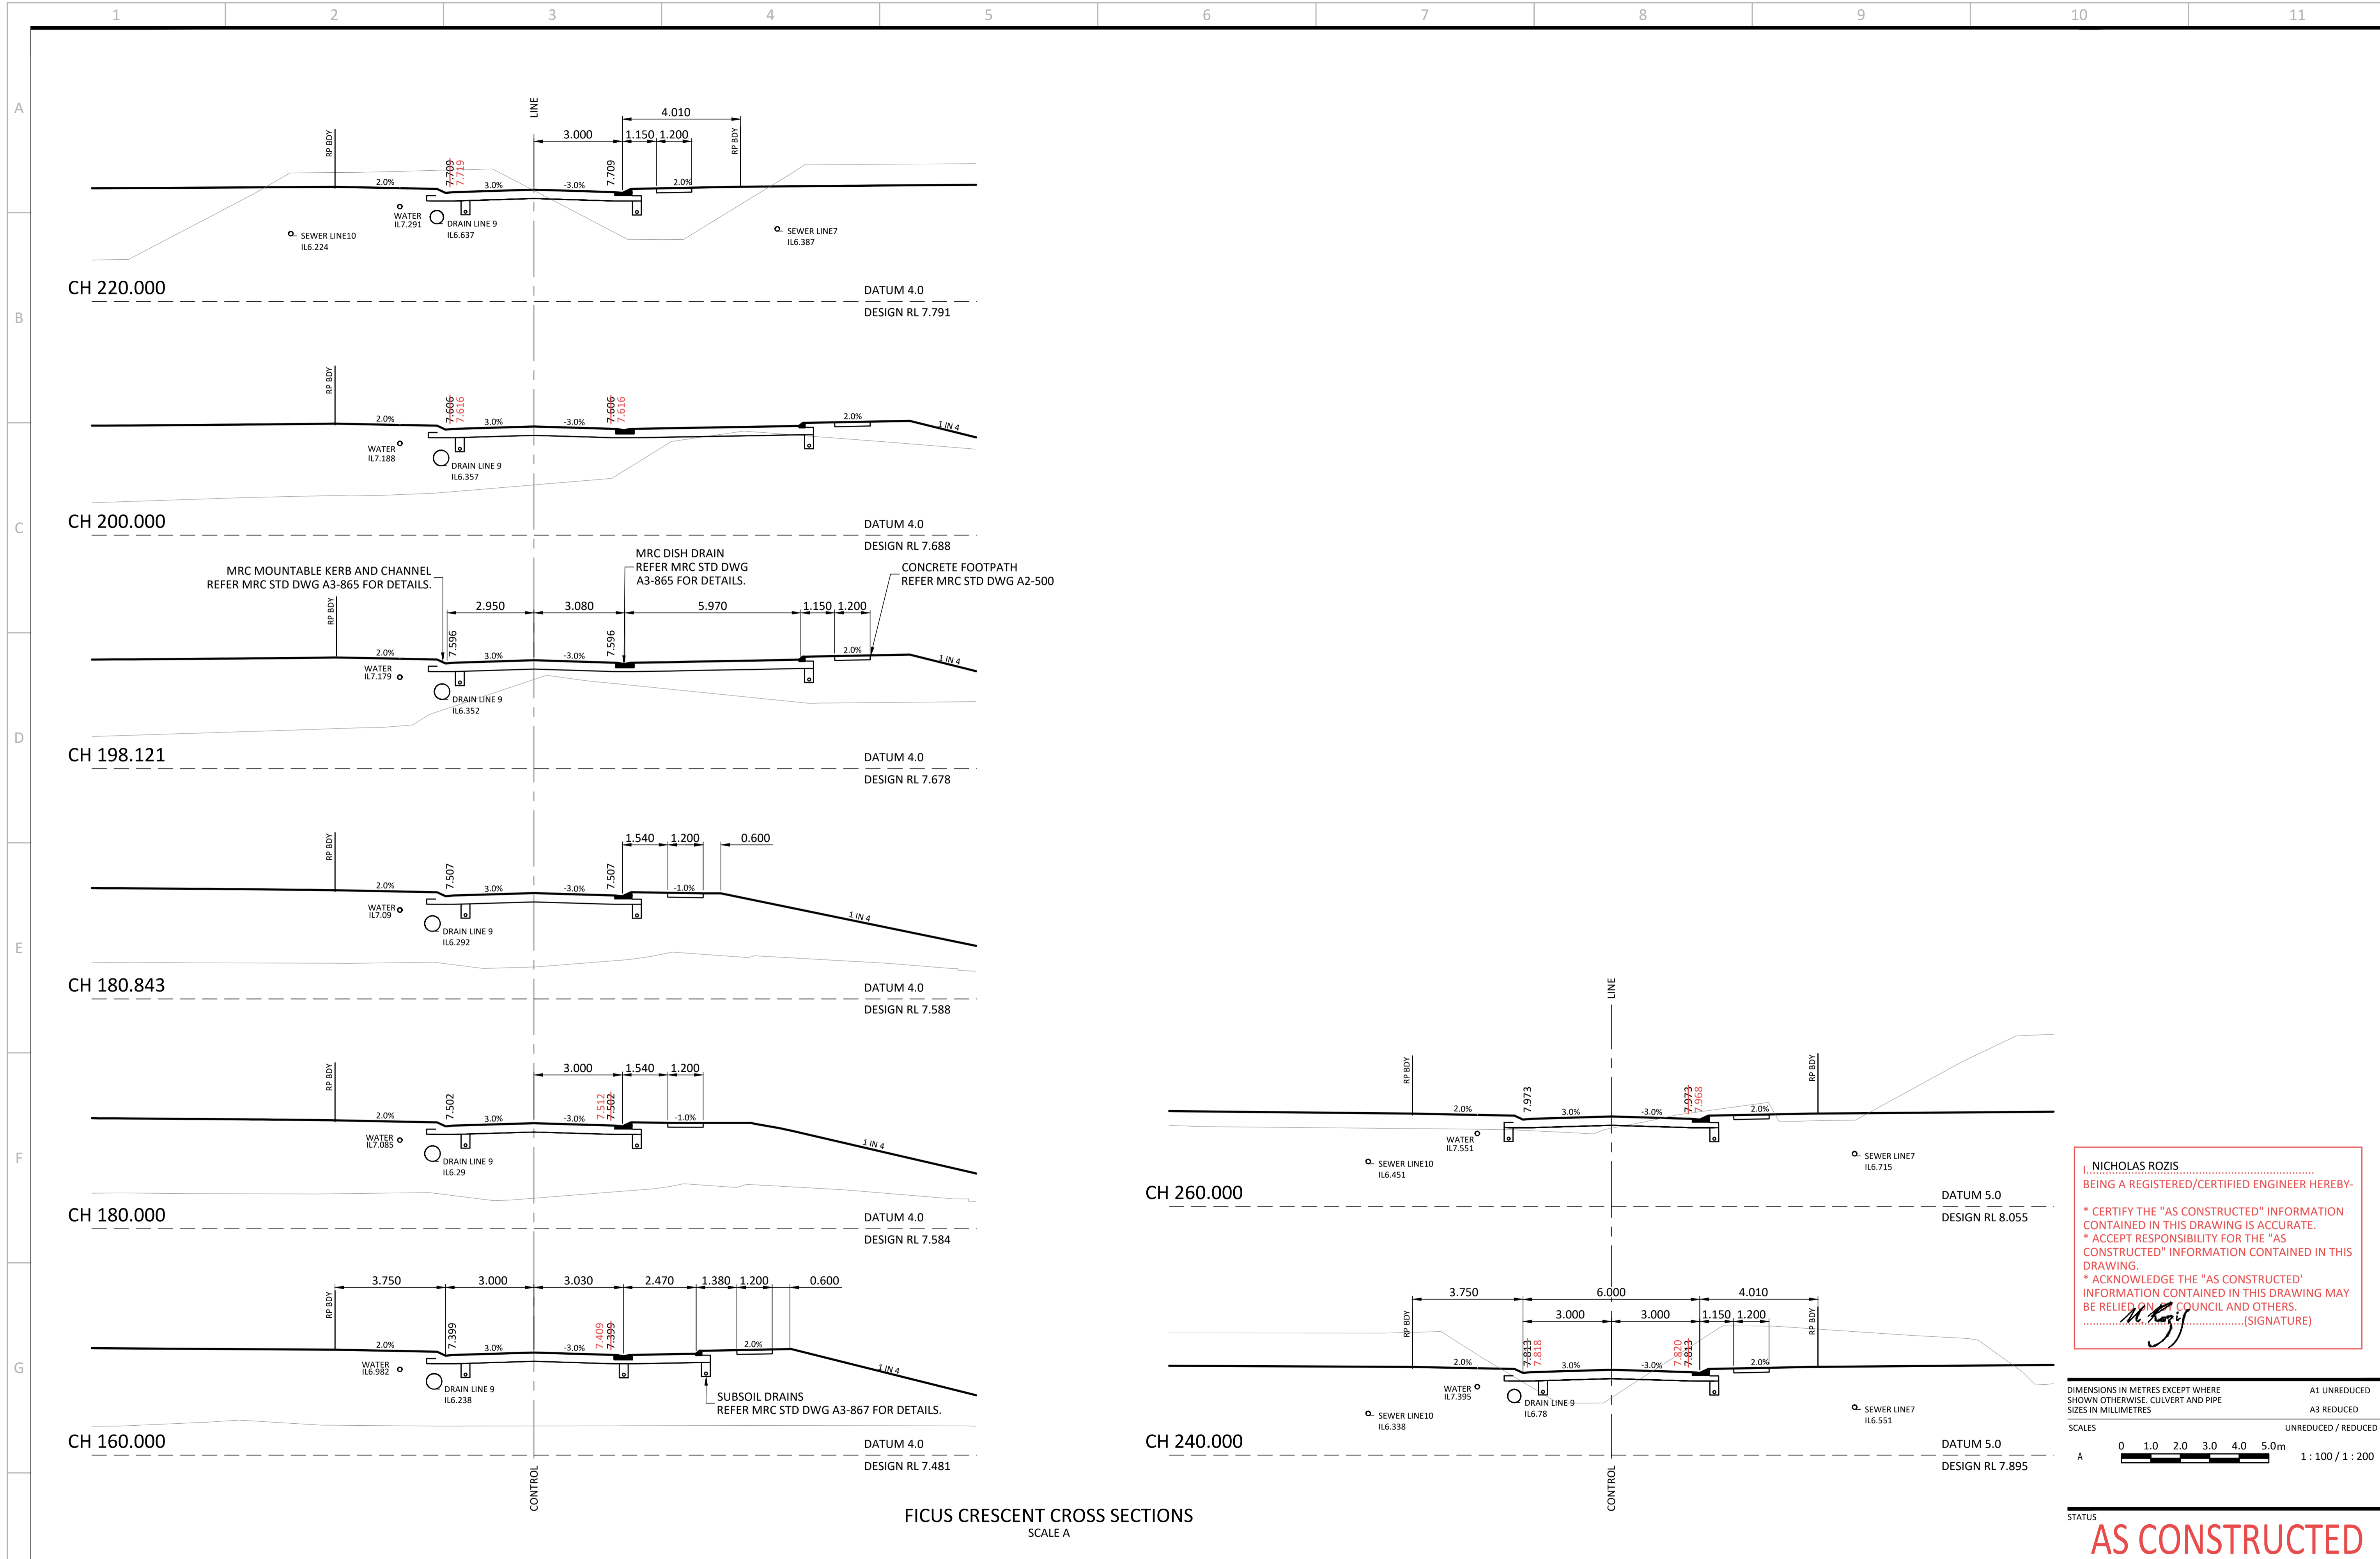 1 2 3 4 5 6 7 8 9 10 11
A
B
C
D
E
F
G
LINE
4.010
3.000 1.150 1.200
RP BDY
RP BDY
7.709
7.719
7.709
2.0% 3.0% -3.0% 2.0%
WATER
IL7.291
DRAIN LINE 9
IL6.637
SEWER LINE10
IL6.224
SEWER LINE7
IL6.387
CH 220.000
DATUM 4.0
DESIGN RL 7.791
RP BDY
7.606
7.616
7.606
7.616
2.0% 3.0% -3.0% 2.0%
1 IN 4
WATER
IL7.188
DRAIN LINE 9
IL6.357
CH 200.000
DATUM 4.0
DESIGN RL 7.688
MRC MOUNTABLE KERB AND CHANNEL
REFER MRC STD DWG A3-865 FOR DETAILS.
MRC DISH DRAIN
REFER MRC STD DWG
A3-865 FOR DETAILS.
CONCRETE FOOTPATH
REFER MRC STD DWG A2-500
RP BDY
2.950 3.080 5.970 1.150 1.200
7.596
7.596
2.0% 3.0% -3.0% 2.0%
1 IN 4
WATER
IL7.179
DRAIN LINE 9
IL6.352
CH 198.121
DATUM 4.0
DESIGN RL 7.678
RP BDY
1.540 1.200 0.600
7.507
7.507
2.0% 3.0% -3.0% -1.0%
1 IN 4
WATER
IL7.09
DRAIN LINE 9
IL6.292
CH 180.843
DATUM 4.0
DESIGN RL 7.588
RP BDY
3.000 1.540 1.200
7.502
7.512
7.502
2.0% 3.0% -3.0% -1.0%
1 IN 4
WATER
IL7.085
DRAIN LINE 9
IL6.29
CH 180.000
DATUM 4.0
DESIGN RL 7.584
3.750 3.000 3.030 2.470 1.380 1.200 0.600
RP BDY
7.399
7.409
7.399
2.0% 3.0% -3.0% 2.0%
1 IN 4
WATER
IL6.982
DRAIN LINE 9
IL6.238
SUBSOIL DRAINS
REFER MRC STD DWG A3-867 FOR DETAILS.
CH 160.000
DATUM 4.0
DESIGN RL 7.481
CONTROL
LINE
RP BDY
RP BDY
7.973
7.973
7.968
2.0% 3.0% -3.0% 2.0%
WATER
IL7.551
SEWER LINE10
IL6.451
SEWER LINE7
IL6.715
CH 260.000
DATUM 5.0
DESIGN RL 8.055
3.750 6.000 4.010
3.000 3.000 1.150 1.200
RP BDY
RP BDY
7.813
7.818
7.820
7.813
2.0% 3.0% -3.0% 2.0%
WATER
IL7.395
DRAIN LINE 9
IL6.78
SEWER LINE10
IL6.338
SEWER LINE7
IL6.551
CH 240.000
DATUM 5.0
DESIGN RL 7.895
CONTROL
FICUS CRESCENT CROSS SECTIONS
SCALE A
I NICHOLAS ROZIS
BEING A REGISTERED/CERTIFIED ENGINEER HEREBY-
* CERTIFY THE "AS CONSTRUCTED" INFORMATION
CONTAINED IN THIS DRAWING IS ACCURATE.
* ACCEPT RESPONSIBILITY FOR THE "AS
CONSTRUCTED" INFORMATION CONTAINED IN THIS
DRAWING.
* ACKNOWLEDGE THE "AS CONSTRUCTED'
INFORMATION CONTAINED IN THIS DRAWING MAY
BE RELIED ON BY COUNCIL AND OTHERS.
N. Rozis (SIGNATURE)
DIMENSIONS IN METRES EXCEPT WHERE
SHOWN OTHERWISE. CULVERT AND PIPE
SIZES IN MILLIMETRES
A1 UNREDUCED
A3 REDUCED
SCALES UNREDUCED / REDUCED
A 0 1.0 2.0 3.0 4.0 5.0m 1 : 100 / 1 : 200
STATUS
AS CONSTRUCTED